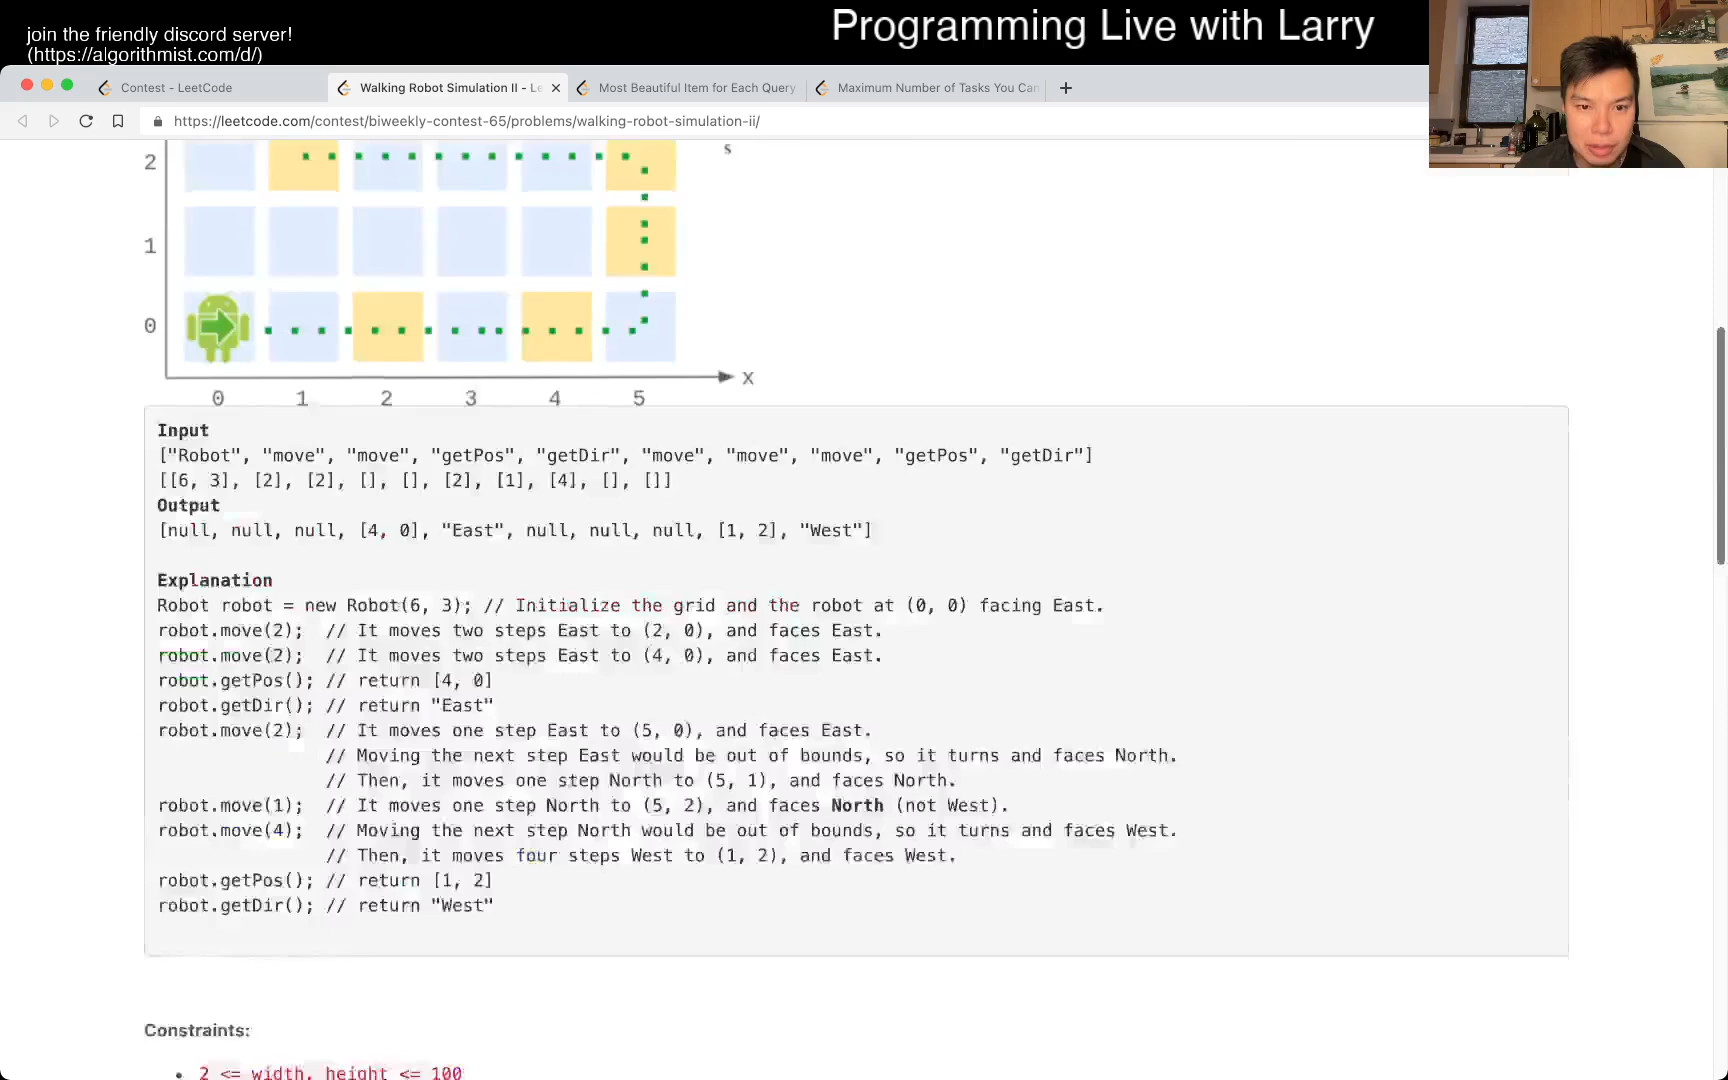 join the friendly discord server!
(https://algorithmist.com/d/)
Programming Live with Larry
Contest - LeetCode
Walking Robot Simulation II - Le
Most Beautiful Item for Each Query
Maximum Number of Tasks You Can
https://leetcode.com/contest/biweekly-contest-65/problems/walking-robot-simulation-ii/
2
s
1
0
X
0 1 2 3 4 5
Input
["Robot", "move", "move", "getPos", "getDir", "move", "move", "move", "getPos", "getDir"]
[[6, 3], [2], [2], [], [], [2], [1], [4], [], []]
Output
[null, null, null, [4, 0], "East", null, null, null, [1, 2], "West"]
Explanation
Robot robot = new Robot(6, 3); // Initialize the grid and the robot at (0, 0) facing East.
robot.move(2);  // It moves two steps East to (2, 0), and faces East.
robot.move(2);  // It moves two steps East to (4, 0), and faces East.
robot.getPos(); // return [4, 0]
robot.getDir(); // return "East"
robot.move(2);  // It moves one step East to (5, 0), and faces East.
// Moving the next step East would be out of bounds, so it turns and faces North.
// Then, it moves one step North to (5, 1), and faces North.
robot.move(1);  // It moves one step North to (5, 2), and faces North (not West).
robot.move(4);  // Moving the next step North would be out of bounds, so it turns and faces West.
// Then, it moves four steps West to (1, 2), and faces West.
robot.getPos(); // return [1, 2]
robot.getDir(); // return "West"
Constraints:
2 <= width, height <= 100